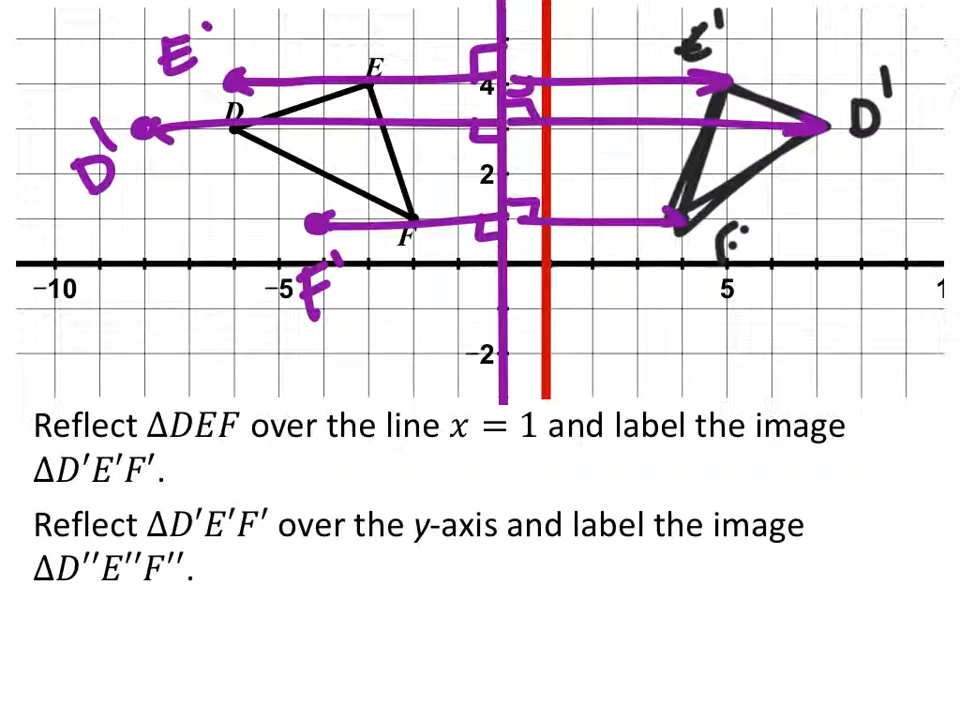 E'
E'
4
E
D
D'
D'
2
F
F'
F'
−10
−5
5
1
−2
Reflect ΔDEF over the line x = 1 and label the image
ΔD′E′F′.
Reflect ΔD′E′F′ over the y-axis and label the image
ΔD′′E′′F′′.